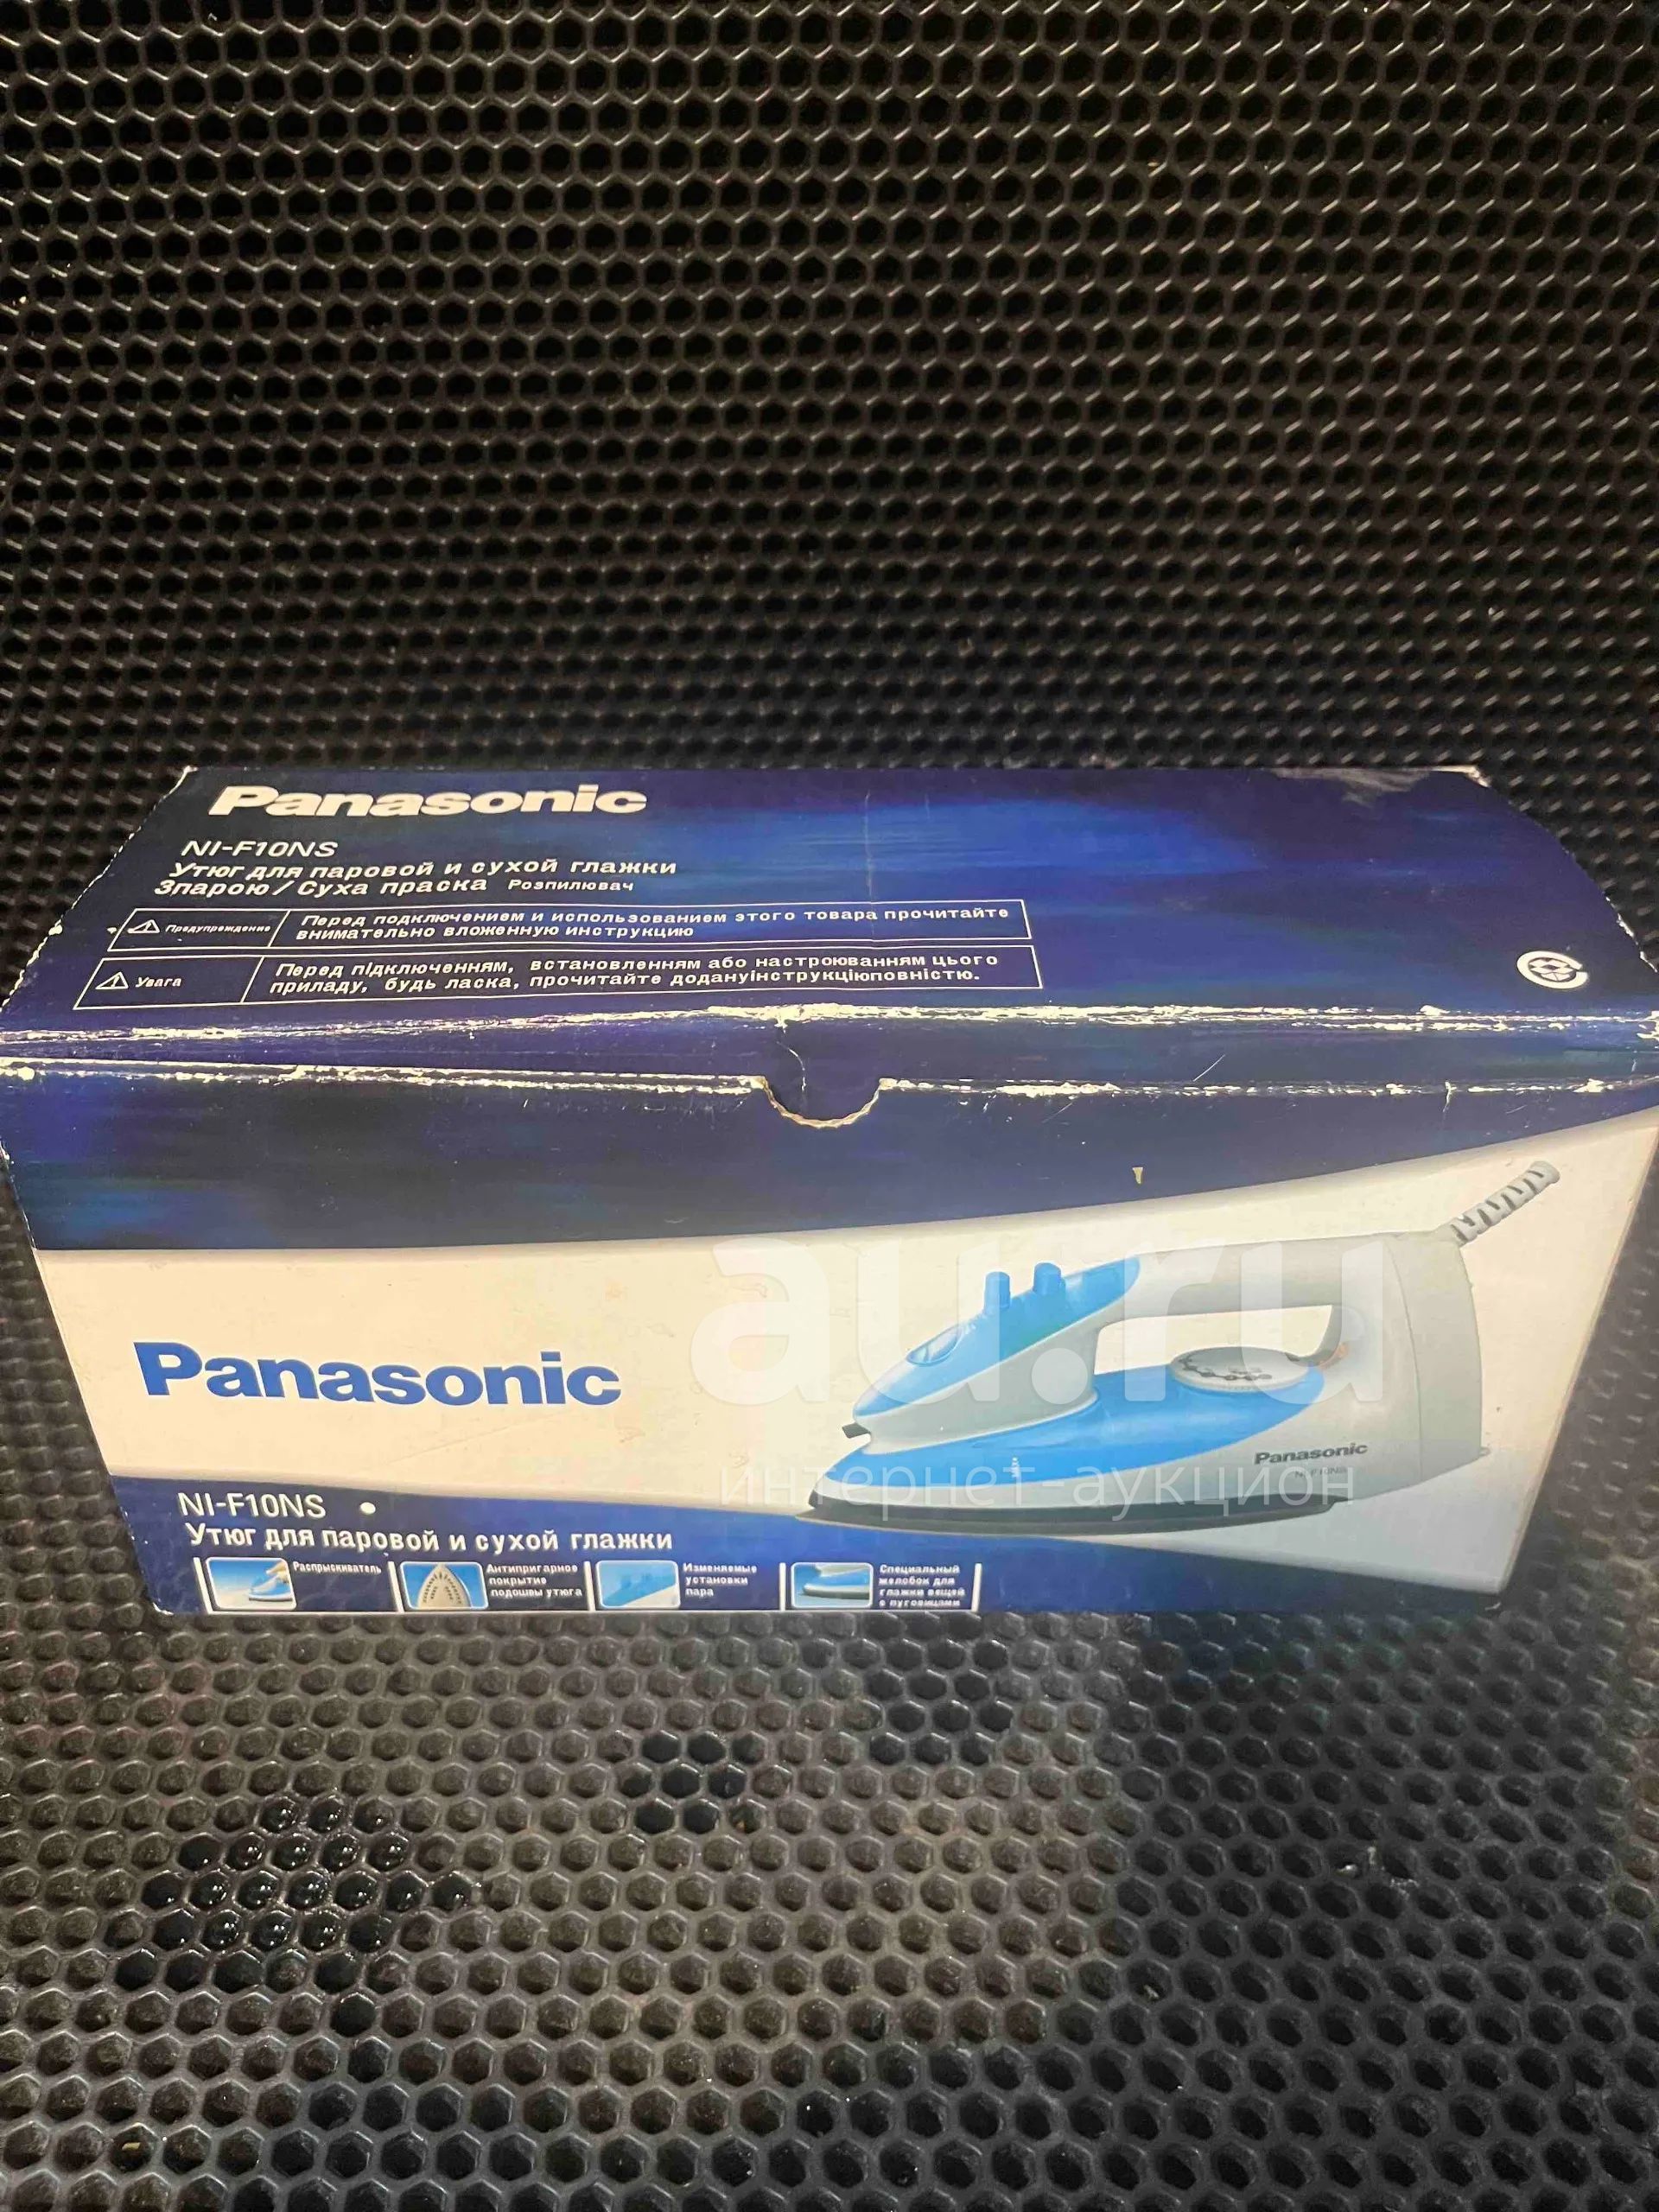 Panasonic
NI-F10NS
Утюг для паровой и сухой глажки
Зпарою / Суха праска Розпилювач
Предупреждение
Перед подключением и использованием этого товара прочитайте
внимательно вложенную инструкцию
Увага
Перед підключенням, встановленням або настроюванням цього
приладу, будь ласка, прочитайте додануінструкціюповністю.
au.ru
интернет-аукцион
Panasonic
Panasonic
NI-F10NS
NI-F10NS
Утюг для паровой и сухой глажки
Распрыскиватель
Антипригарное
покрытие
подошвы утюга
Изменяемые
установки
пара
Специальный
желобок для
глажки вещей
с пуговицами